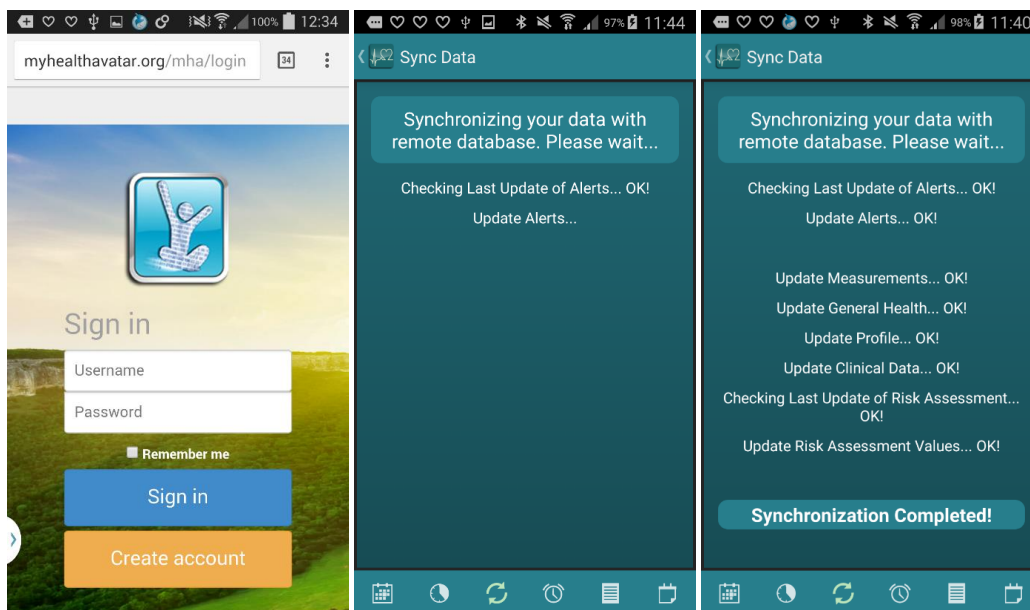 100% 12:34
myhealthavatar.org/mha/login
34
Sign in
Username
Password
Remember me
Sign in
Create account
97% 11:44
Sync Data
Synchronizing your data with
remote database. Please wait...
Checking Last Update of Alerts... OK!
Update Alerts...
98% 11:40
Sync Data
Synchronizing your data with
remote database. Please wait...
Checking Last Update of Alerts... OK!
Update Alerts... OK!
Update Measurements... OK!
Update General Health... OK!
Update Profile... OK!
Update Clinical Data... OK!
Checking Last Update of Risk Assessment...
OK!
Update Risk Assessment Values... OK!
Synchronization Completed!